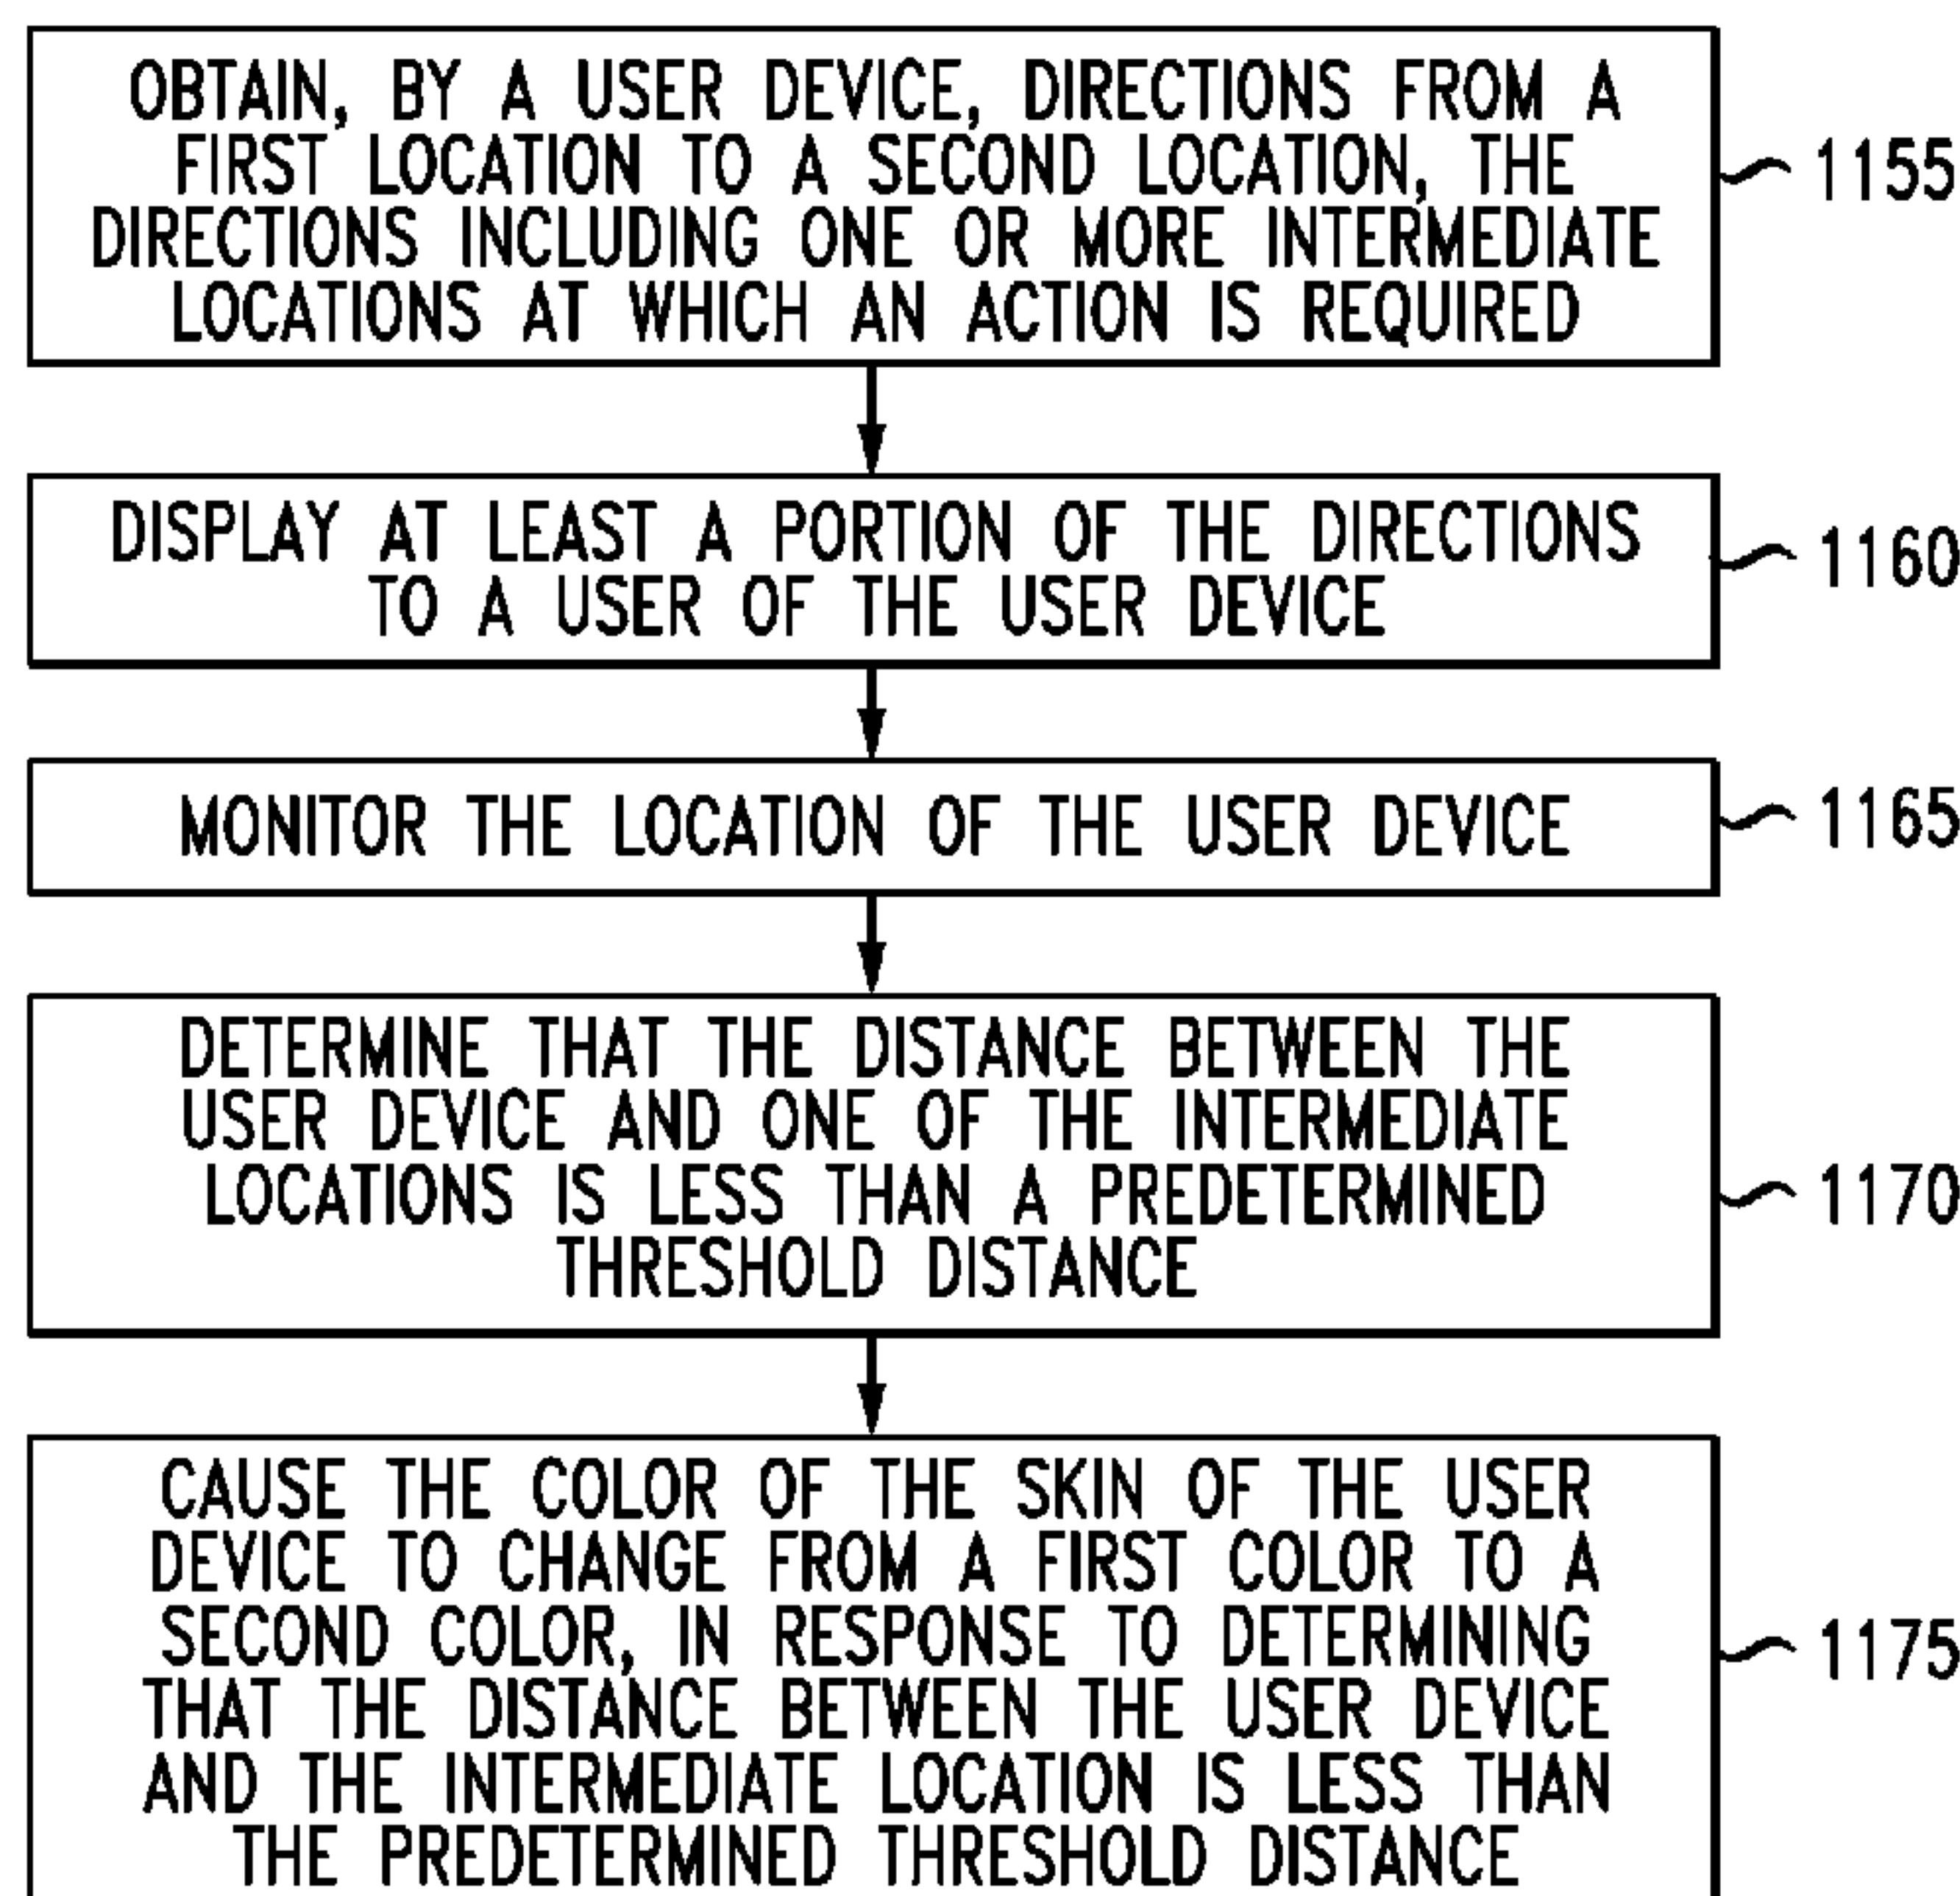 OBTAIN, BY A USER DEVICE, DIRECTIONS FROM A
FIRST LOCATION TO A SECOND LOCATION, THE
DIRECTIONS INCLUDING ONE OR MORE INTERMEDIATE
LOCATIONS AT WHICH AN ACTION IS REQUIRED
1155
DISPLAY AT LEAST A PORTION OF THE DIRECTIONS
TO A USER OF THE USER DEVICE
1160
MONITOR THE LOCATION OF THE USER DEVICE
1165
DETERMINE THAT THE DISTANCE BETWEEN THE
USER DEVICE AND ONE OF THE INTERMEDIATE
LOCATIONS IS LESS THAN A PREDETERMINED
THRESHOLD DISTANCE
1170
CAUSE THE COLOR OF THE SKIN OF THE USER
DEVICE TO CHANGE FROM A FIRST COLOR TO A
SECOND COLOR, IN RESPONSE TO DETERMINING
THAT THE DISTANCE BETWEEN THE USER DEVICE
AND THE INTERMEDIATE LOCATION IS LESS THAN
THE PREDETERMINED THRESHOLD DISTANCE
1175